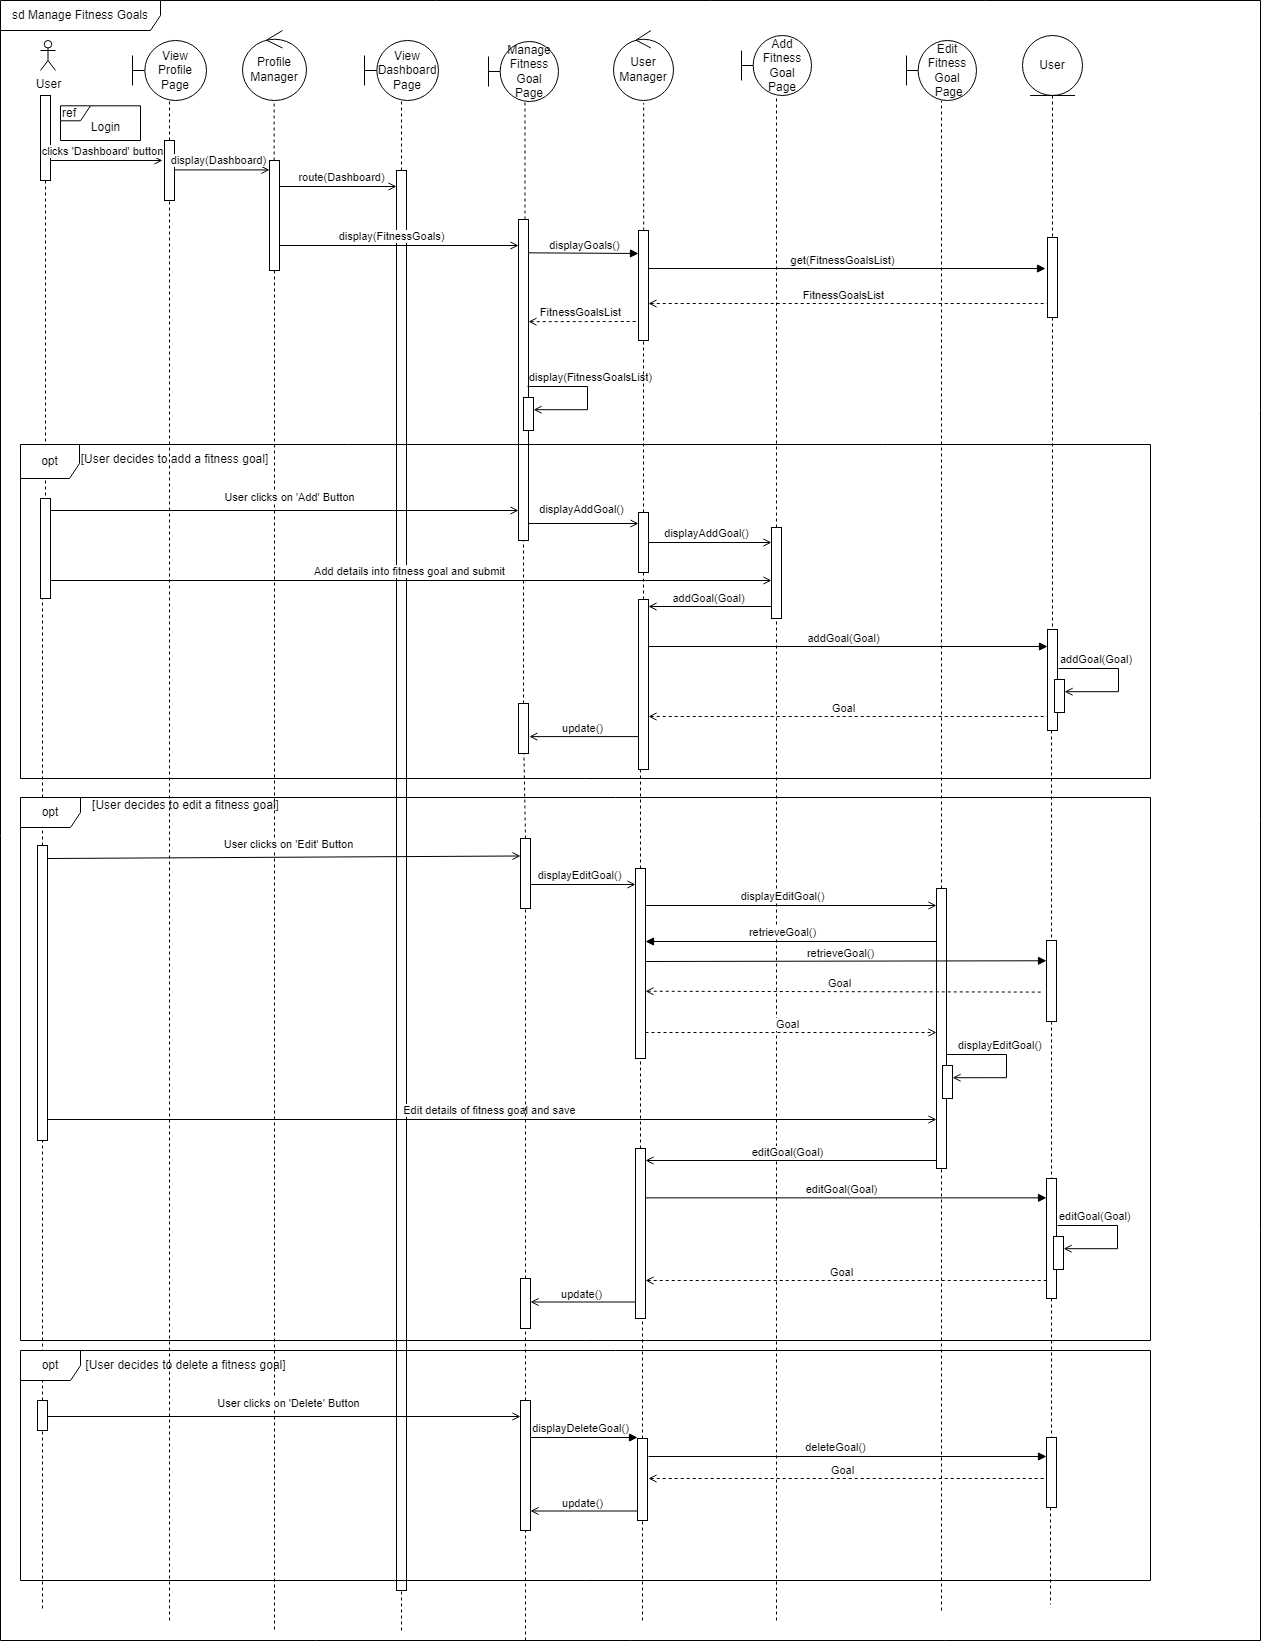 sd Manage Fitness Goals
User
View
Profile
Page
Profile
Manager
View
Dashboard
Page
Manage
Fitness
Goal
Page
User
Manager
Add
Fitness
Goal
Page
Edit
Fitness
Goal
Page
User
ref
Login
clicks 'Dashboard' button
display(Dashboard)
route(Dashboard)
display(FitnessGoals)
displayGoals()
get(FitnessGoalsList)
FitnessGoalsList
FitnessGoalsList
display(FitnessGoalsList)
opt
[User decides to add a fitness goal]
User clicks on 'Add' Button
displayAddGoal()
displayAddGoal()
Add details into fitness goal and submit
addGoal(Goal)
addGoal(Goal)
addGoal(Goal)
Goal
update()
opt
[User decides to edit a fitness goal]
User clicks on 'Edit' Button
displayEditGoal()
displayEditGoal()
retrieveGoal()
retrieveGoal()
Goal
Goal
displayEditGoal()
Edit details of fitness goal and save
editGoal(Goal)
editGoal(Goal)
editGoal(Goal)
Goal
update()
opt
[User decides to delete a fitness goal]
User clicks on 'Delete' Button
displayDeleteGoal()
deleteGoal()
Goal
update()